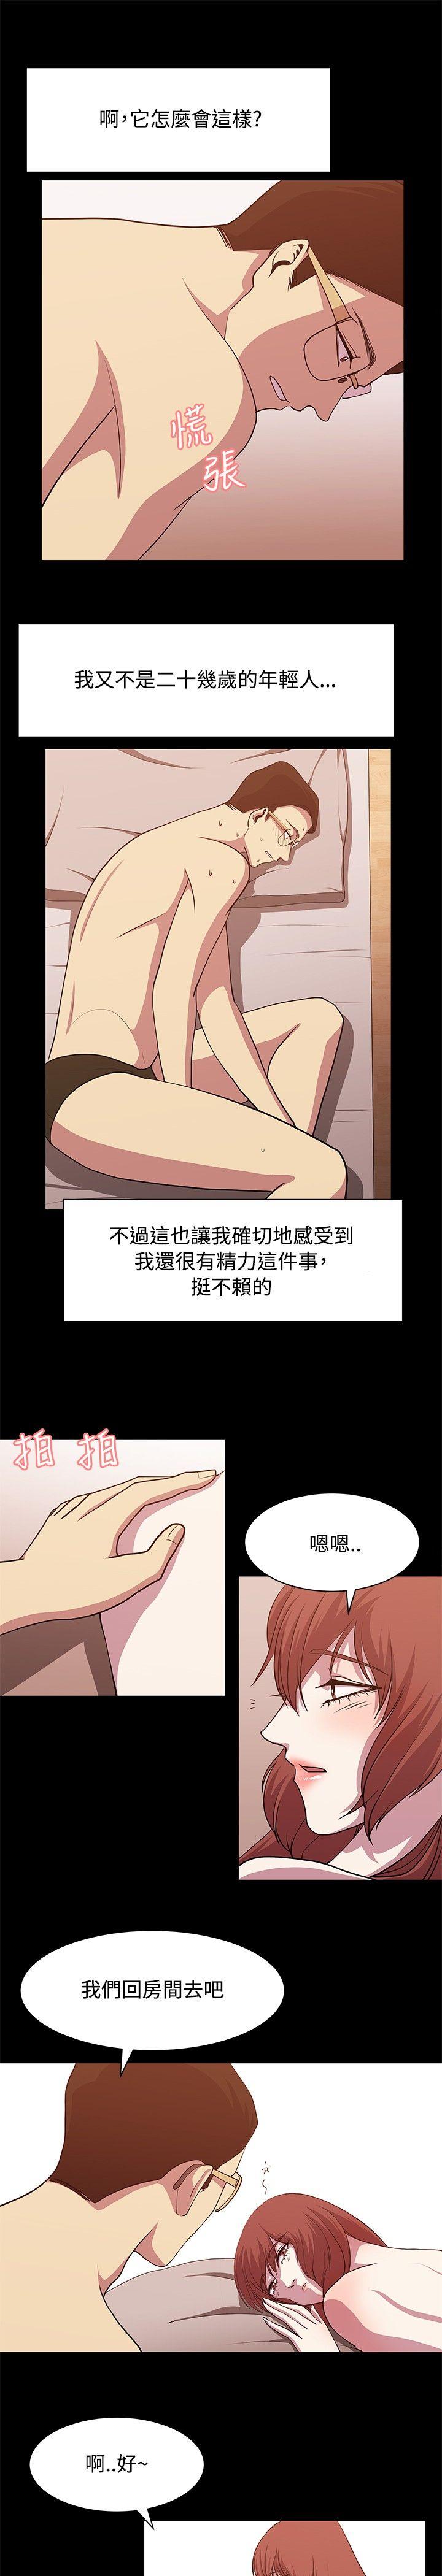 啊，它怎麼會這樣？
慌
張
我又不是二十幾歲的年輕人...
不過這也讓我確切地感受到
我還很有精力這件事，
挺不賴的
拍 拍
嗯嗯..
我們回房間去吧
啊..好~